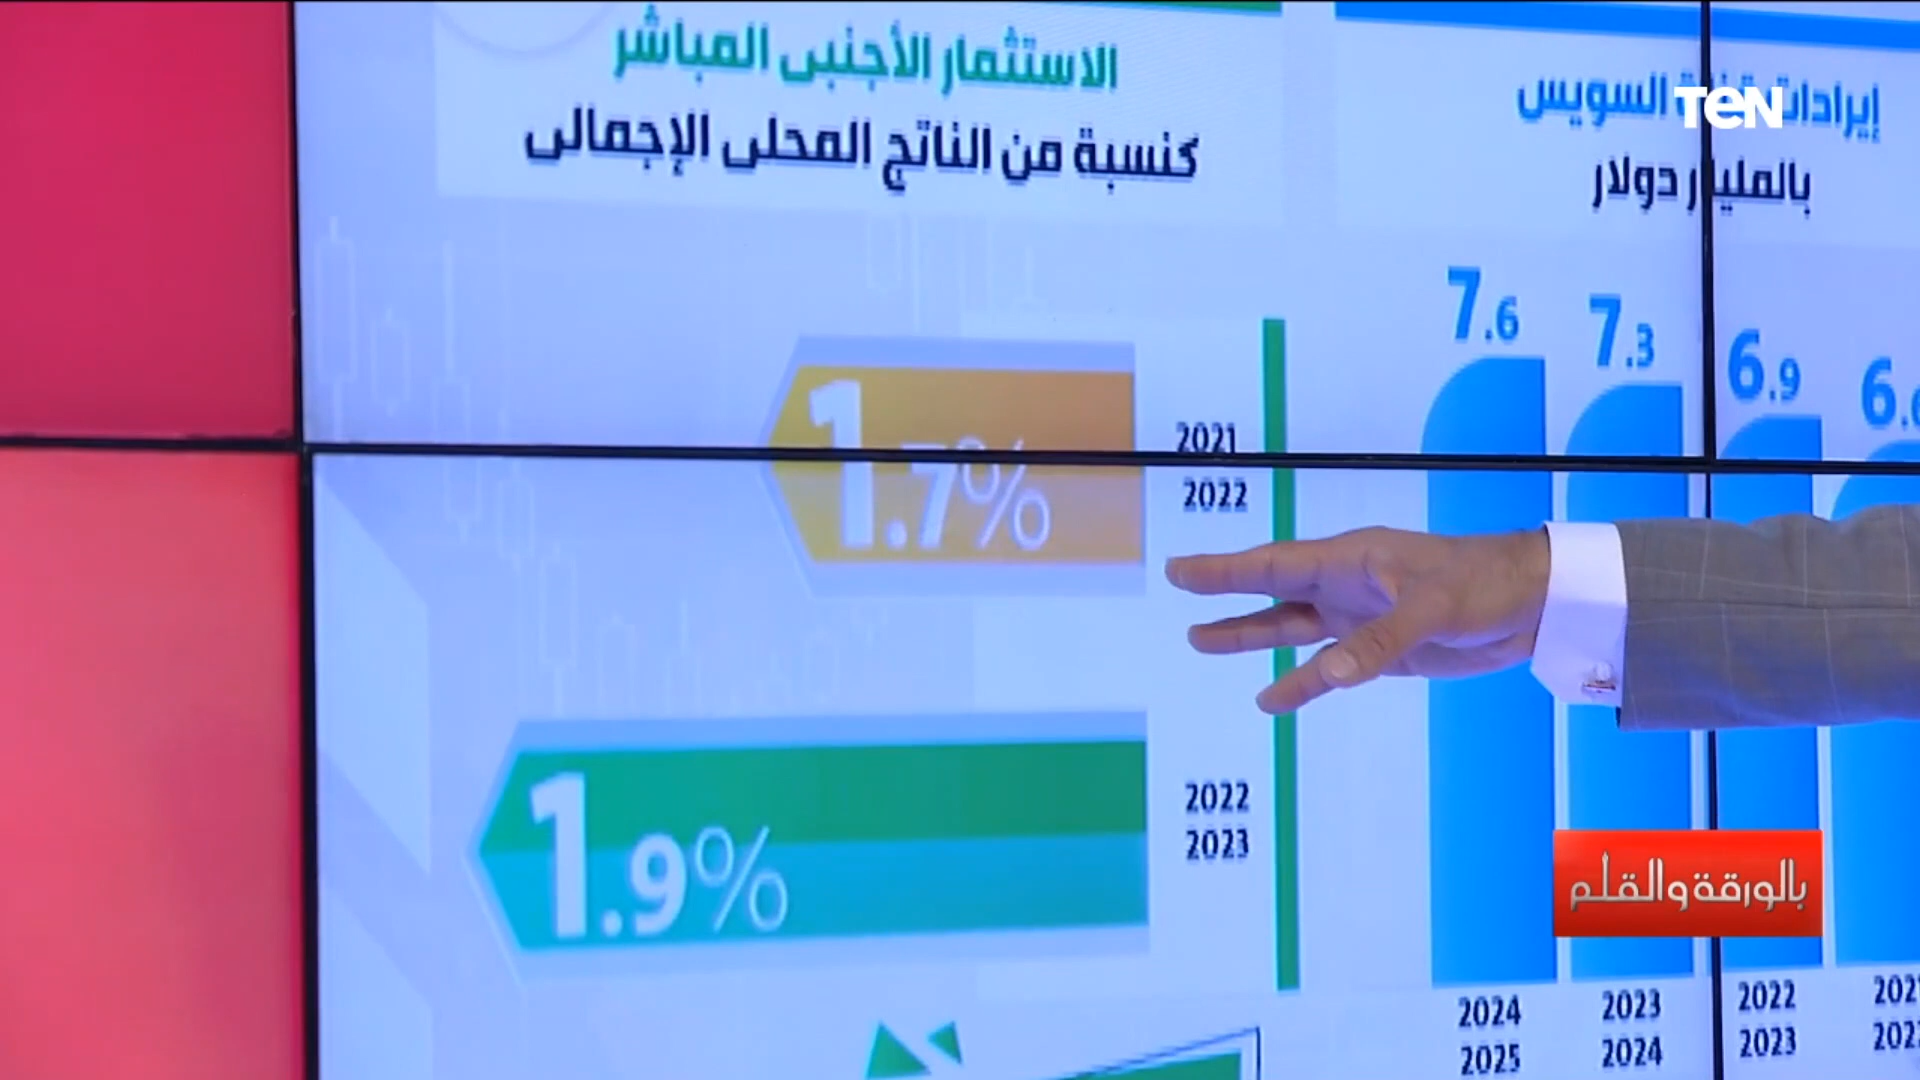 TEN
إيرادات قناة السويس
بالمليار دولار
7.6
7.3
6.9
2024
2025
2023
2024
2022
2023
الاستثمار الأجنبى المباشر
كنسبة من الناتج المحلى الإجمالى
2021
2022
1.7%
2022
2023
1.9%
بالورقة والقلم